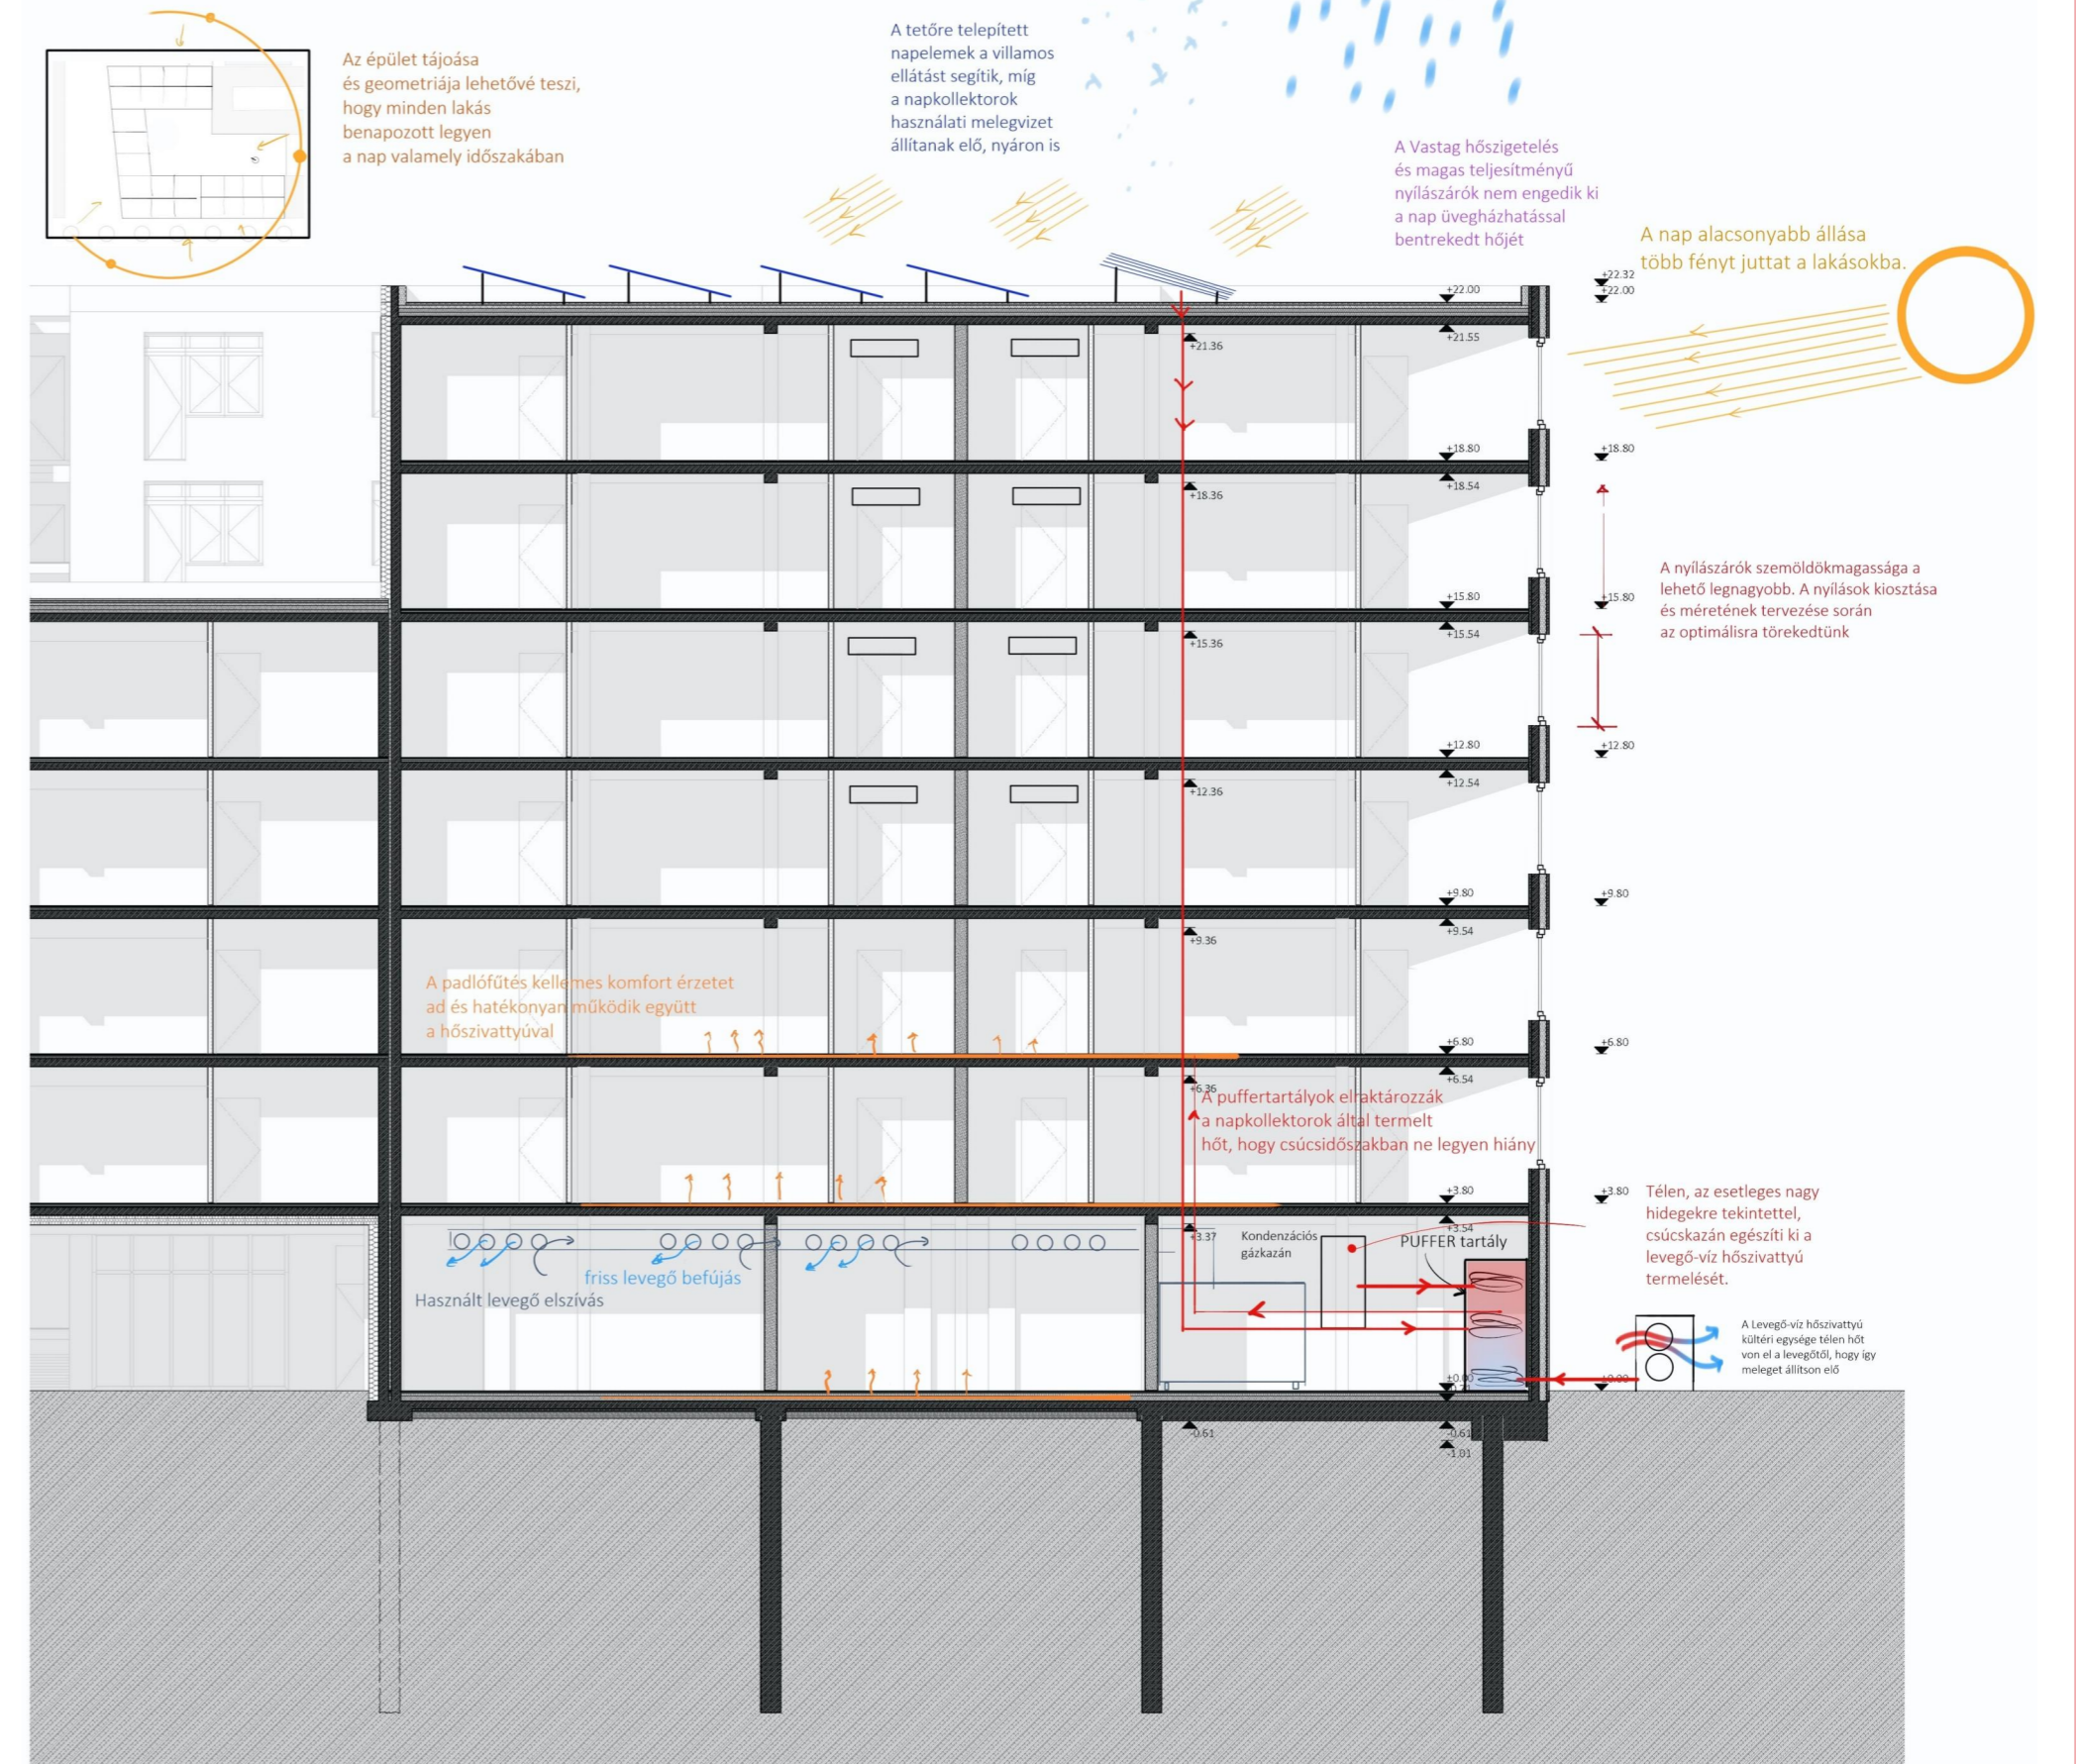 Az épület tájoása
és geometriája lehetővé teszi,
hogy minden lakás
benapozott legyen
a nap valamely időszakában
A tetőre telepített
napelemek a villamos
ellátást segítik, míg
a napkollektorok
használati melegvizet
állítanak elő, nyáron is
A Vastag hőszigetelés
és magas teljesítményű
nyílászárók nem engedik ki
a nap üvegházhatással
bentrekedt hőjét
A nap alacsonyabb állása
több fényt juttat a lakásokba.
+22.32
+22.00
+22.00
+21.55
+21.36
+18.80
+18.80
+18.54
+18.36
A nyílászárók szemöldökmagassága a
lehető legnagyobb. A nyílások kiosztása
és méretének tervezése során
az optimálisra törekedtünk
+15.80
+15.80
+15.54
+15.36
+12.80
+12.80
+12.54
+12.36
+9.80
+9.80
+9.54
+9.36
A padlófűtés kellemes komfort érzetet
ad és hatékonyan működik együtt
a hőszivattyúval
+6.80
+6.80
+6.54
+6.36
A puffertartályok elraktározzák
a napkollektorok által termelt
hőt, hogy csúcsidőszakban ne legyen hiány
+3.80
+3.80
+3.54
+3.37
Télen, az esetleges nagy
hidegekre tekintettel,
csúcskazán egészíti ki a
levegő-víz hőszivattyú
termelését.
Kondenzációs
gázkazán
PUFFER tartály
friss levegő befújás
Használt levegő elszívás
A Levegő-víz hőszivattyú
kültéri egysége télen hőt
von el a levegőtől, hogy így
meleget állítson elő
+0.00
-0.61
-0.61
-1.01